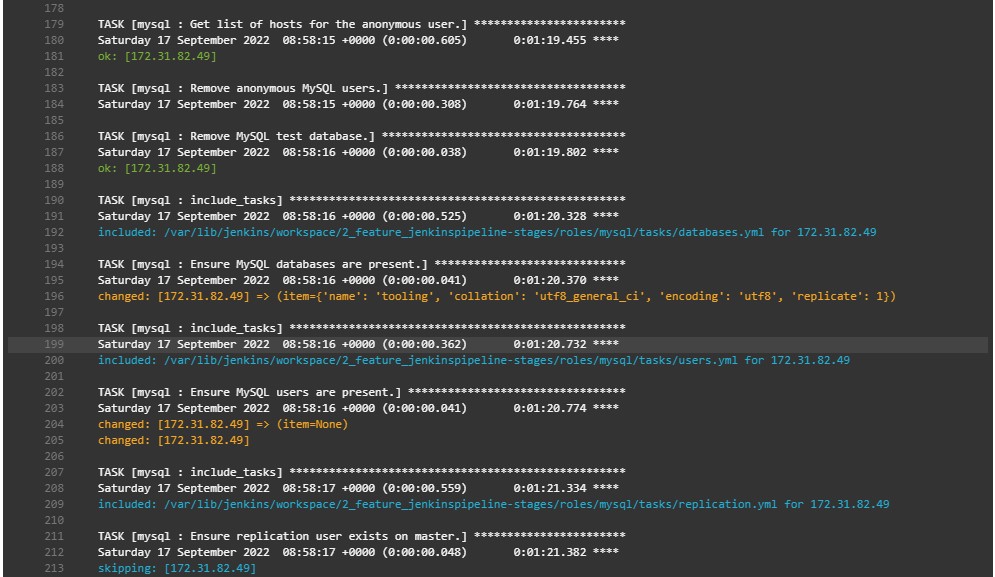 178
179 TASK [mysql : Get list of hosts for the anonymous user.] ***********************
180 Saturday 17 September 2022  08:58:15 +0000 (0:00:00.605)       0:01:19.455 ****
181 ok: [172.31.82.49]
182
183 TASK [mysql : Remove anonymous MySQL users.] ***********************************
184 Saturday 17 September 2022  08:58:15 +0000 (0:00:00.308)       0:01:19.764 ****
185
186 TASK [mysql : Remove MySQL test database.] *************************************
187 Saturday 17 September 2022  08:58:16 +0000 (0:00:00.038)       0:01:19.802 ****
188 ok: [172.31.82.49]
189
190 TASK [mysql : include_tasks] ***************************************************
191 Saturday 17 September 2022  08:58:16 +0000 (0:00:00.525)       0:01:20.328 ****
192 included: /var/lib/jenkins/workspace/2_feature_jenkinspipeline-stages/roles/mysql/tasks/databases.yml for 172.31.82.49
193
194 TASK [mysql : Ensure MySQL databases are present.] *****************************
195 Saturday 17 September 2022  08:58:16 +0000 (0:00:00.041)       0:01:20.370 ****
196 changed: [172.31.82.49] => (item={'name': 'tooling', 'collation': 'utf8_general_ci', 'encoding': 'utf8', 'replicate': 1})
197
198 TASK [mysql : include_tasks] ***************************************************
199 Saturday 17 September 2022  08:58:16 +0000 (0:00:00.362)       0:01:20.732 ****
200 included: /var/lib/jenkins/workspace/2_feature_jenkinspipeline-stages/roles/mysql/tasks/users.yml for 172.31.82.49
201
202 TASK [mysql : Ensure MySQL users are present.] *********************************
203 Saturday 17 September 2022  08:58:16 +0000 (0:00:00.041)       0:01:20.774 ****
204 changed: [172.31.82.49] => (item=None)
205 changed: [172.31.82.49]
206
207 TASK [mysql : include_tasks] ***************************************************
208 Saturday 17 September 2022  08:58:17 +0000 (0:00:00.559)       0:01:21.334 ****
209 included: /var/lib/jenkins/workspace/2_feature_jenkinspipeline-stages/roles/mysql/tasks/replication.yml for 172.31.82.49
210
211 TASK [mysql : Ensure replication user exists on master.] ***********************
212 Saturday 17 September 2022  08:58:17 +0000 (0:00:00.048)       0:01:21.382 ****
213 skipping: [172.31.82.49]